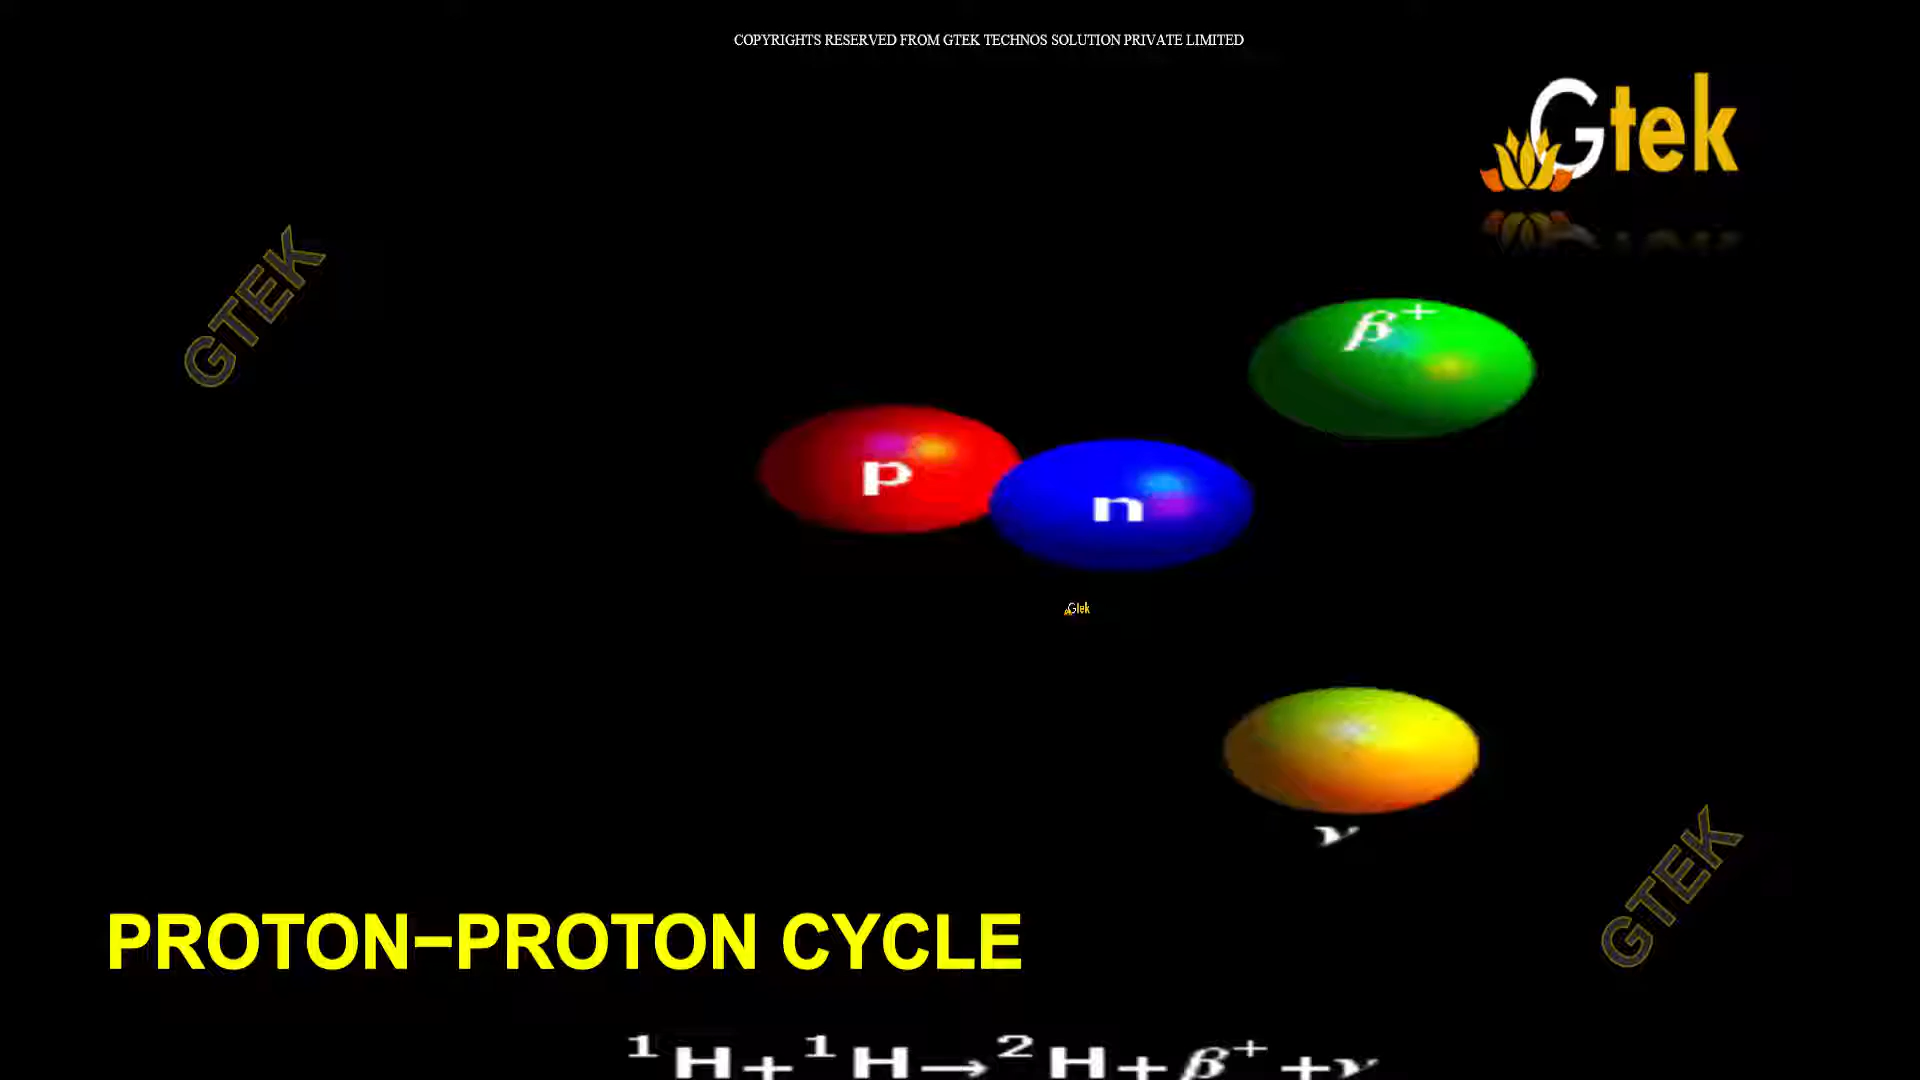 COPYRIGHTS RESERVED FROM GTEK TECHNOS SOLUTION PRIVATE LIMITED
Gtek
GTEK
β⁺
p
n
Gtek
ν
GTEK
PROTON–PROTON CYCLE
¹H+¹H→²H+β⁺+ν